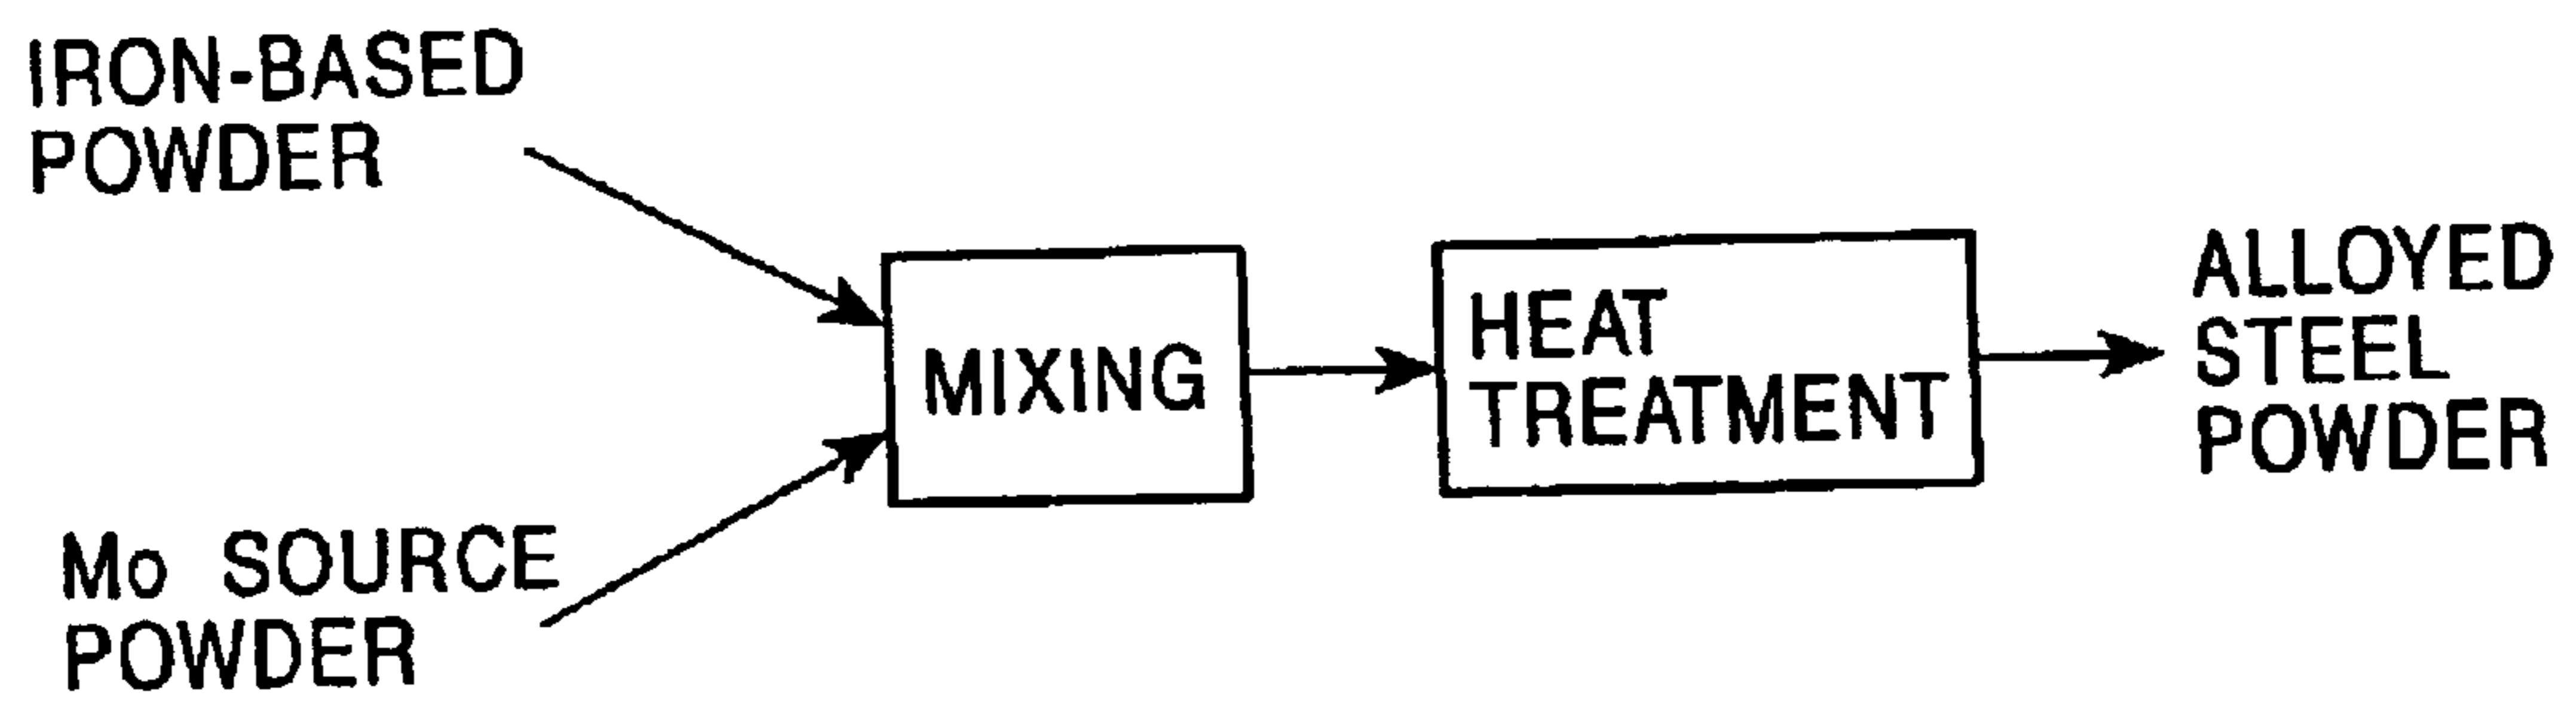 IRON-BASED
POWDER
Mo SOURCE
POWDER
MIXING
HEAT
TREATMENT
ALLOYED
STEEL
POWDER